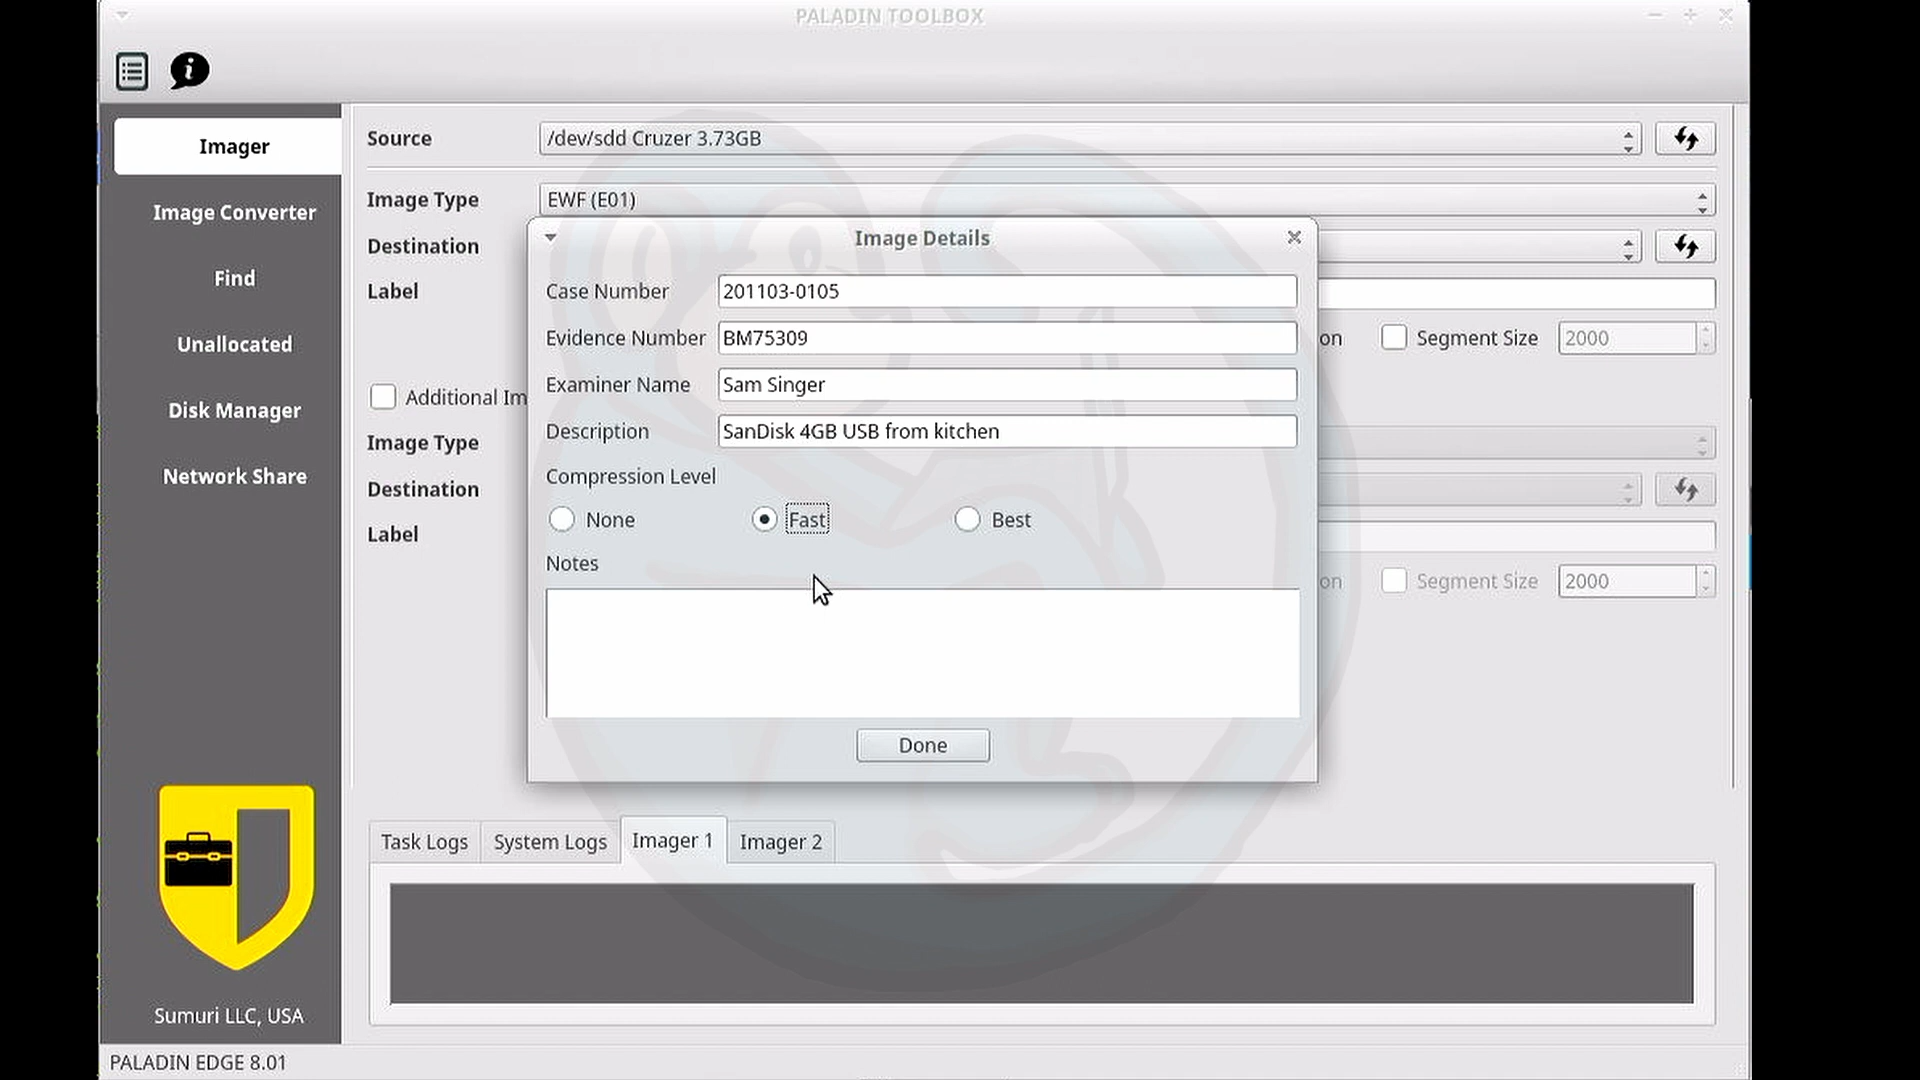 PALADIN TOOLBOX
Imager
Image Converter
Find
Unallocated
Disk Manager
Network Share
Sumuri LLC, USA
Source
/dev/sdd Cruzer 3.73GB
Image Type
EWF (E01)
Destination
Label
on
Segment Size
2000
Additional Im
Image Type
Destination
Label
on
Segment Size
2000
Image Details
Case Number
201103-0105
Evidence Number
BM75309
Examiner Name
Sam Singer
Description
SanDisk 4GB USB from kitchen
Compression Level
None
Fast
Best
Notes
Done
Task Logs
System Logs
Imager 1
Imager 2
PALADIN EDGE 8.01